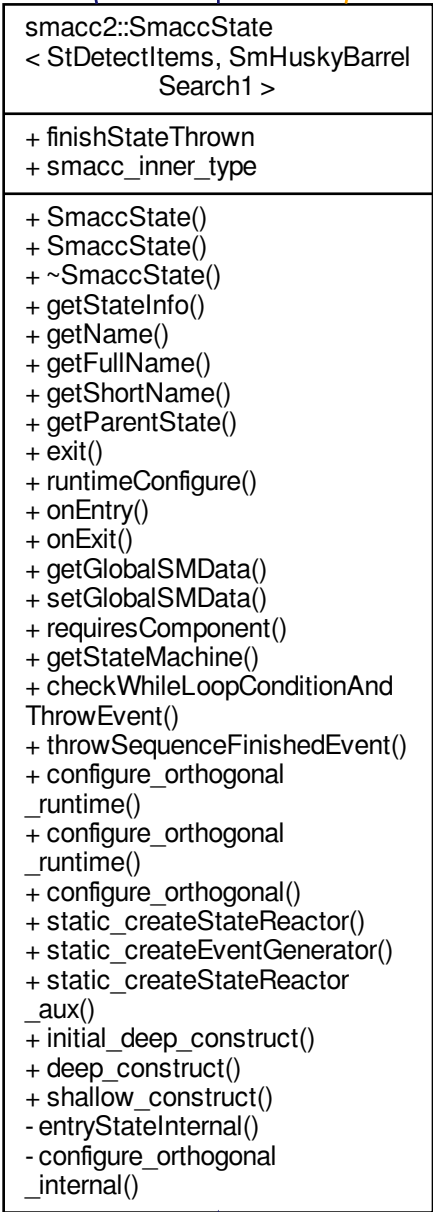 smacc2::SmaccState
< StDetectItems, SmHuskyBarrel
Search1 >
+ finishStateThrown
+ smacc_inner_type
+ SmaccState()
+ SmaccState()
+ ~SmaccState()
+ getStateInfo()
+ getName()
+ getFullName()
+ getShortName()
+ getParentState()
+ exit()
+ runtimeConfigure()
+ onEntry()
+ onExit()
+ getGlobalSMData()
+ setGlobalSMData()
+ requiresComponent()
+ getStateMachine()
+ checkWhileLoopConditionAnd
ThrowEvent()
+ throwSequenceFinishedEvent()
+ configure_orthogonal
_runtime()
+ configure_orthogonal
_runtime()
+ configure_orthogonal()
+ static_createStateReactor()
+ static_createEventGenerator()
+ static_createStateReactor
_aux()
+ initial_deep_construct()
+ deep_construct()
+ shallow_construct()
- entryStateInternal()
- configure_orthogonal
_internal()